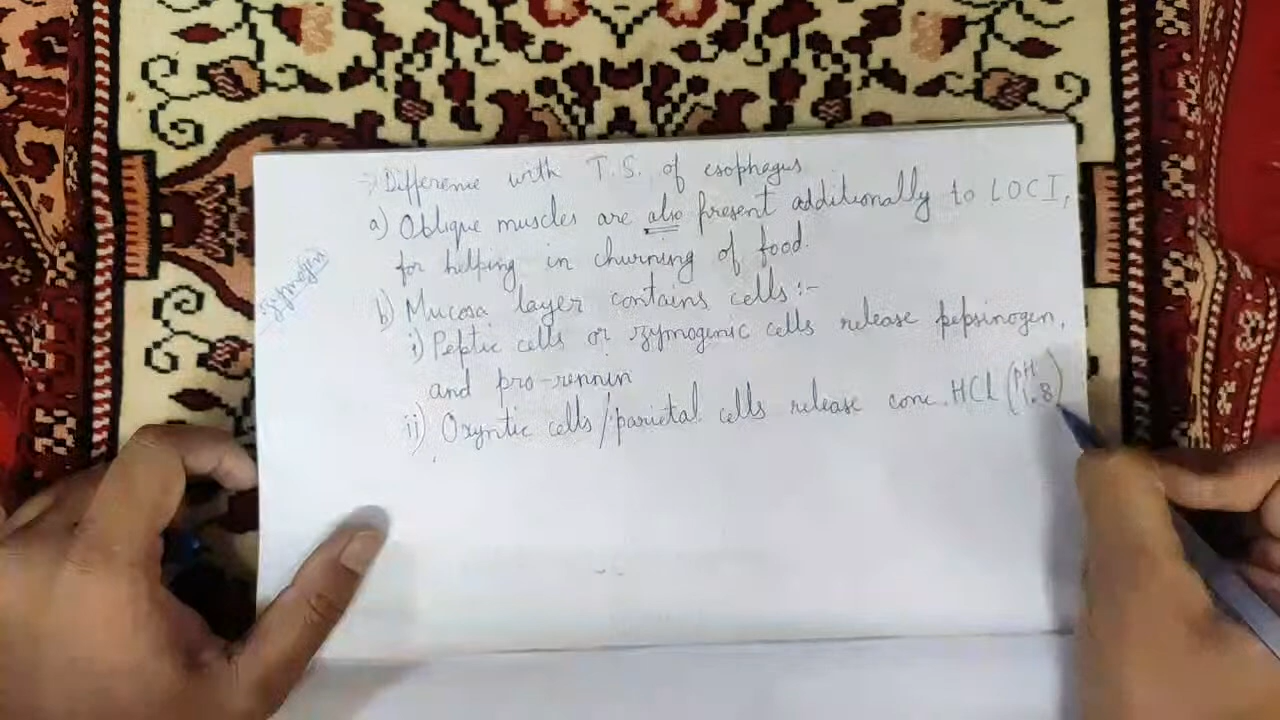 → Difference with T.S. of esophagus
a) Oblique muscles are also present additionally to LOCI,
for helping in churning of food.
b) Mucosa layer contains cells :-
i) Peptic cells or zymogenic cells release pepsinogen,
and pro-rennin
ii) Oxyntic cells/parietal cells release conc. HCl (pH 1.8)